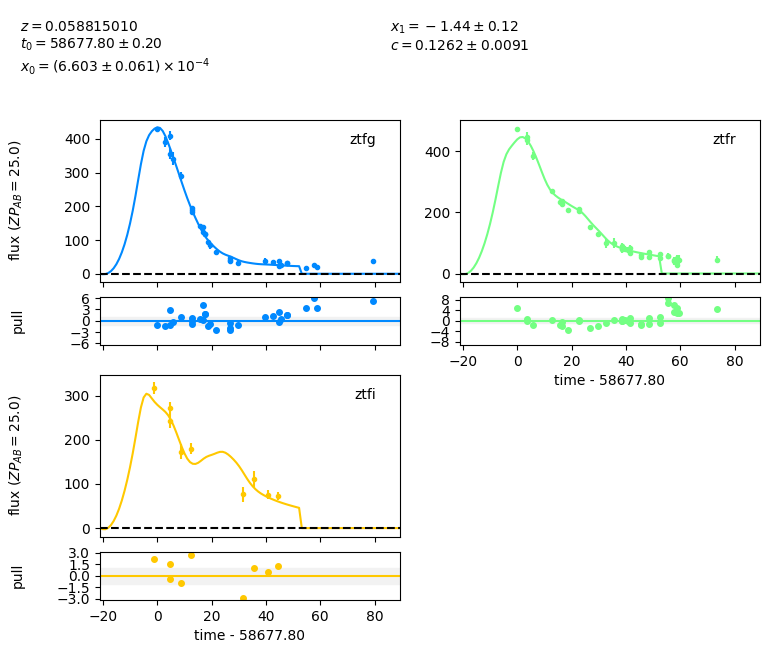 z = 0.058815010
t₀ = 58677.80 ± 0.20
x₀ = (6.603 ± 0.061) × 10⁻⁴
x₁ = −1.44 ± 0.12
c = 0.1262 ± 0.0091
flux (ZP_AB = 25.0)
400
300
200
100
0
ztfg
400
200
0
ztfr
pull
6
3
0
−3
−6
8
4
0
−4
−8
−20 0 20 40 60 80
time - 58677.80
flux (ZP_AB = 25.0)
300
200
100
0
ztfi
pull
3.0
1.5
0.0
−1.5
−3.0
−20 0 20 40 60 80
time - 58677.80